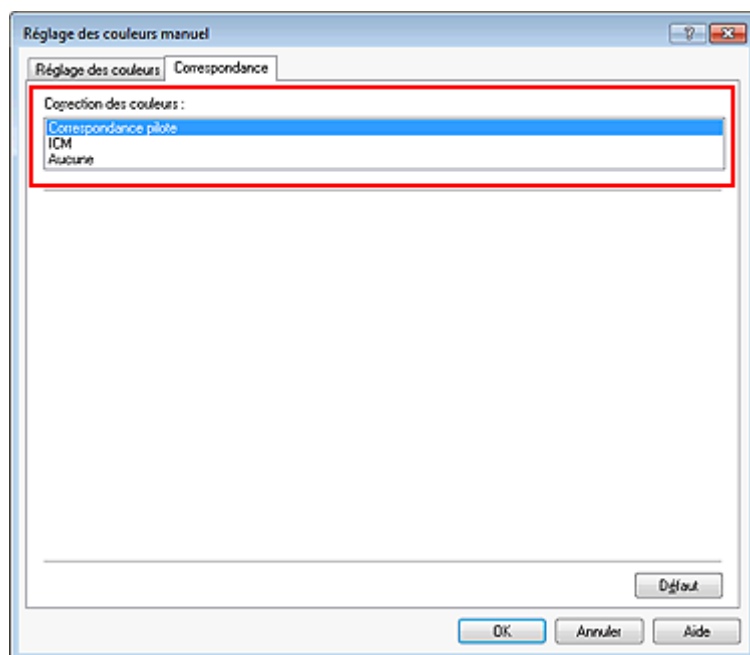 Réglage des couleurs manuel
Réglage des couleurs
Correspondance
Correction des couleurs :
Correspondance pilote
ICM
Aucune
Défaut
OK
Annuler
Aide